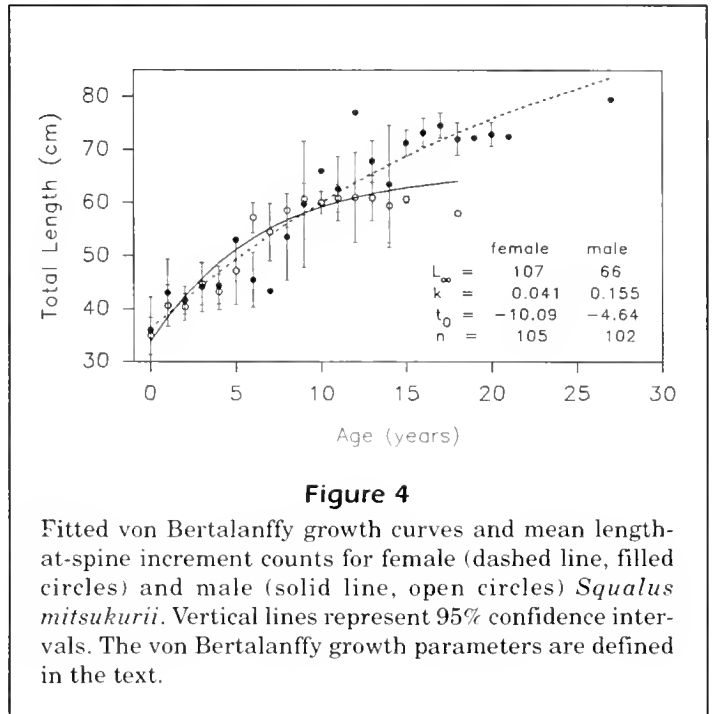 80
70
60
50
40
30
Total Length (cm)
female male
L∞ = 107 66
k = 0.041 0.155
t0 = −10.09 −4.64
n = 105 102
0 5 10 15 20 25 30
Age (years)
Figure 4
Fitted von Bertalanffy growth curves and mean length-
at-spine increment counts for female (dashed line, filled
circles) and male (solid line, open circles) Squalus
mitsukurii. Vertical lines represent 95% confidence inter-
vals. The von Bertalanffy growth parameters are defined
in the text.